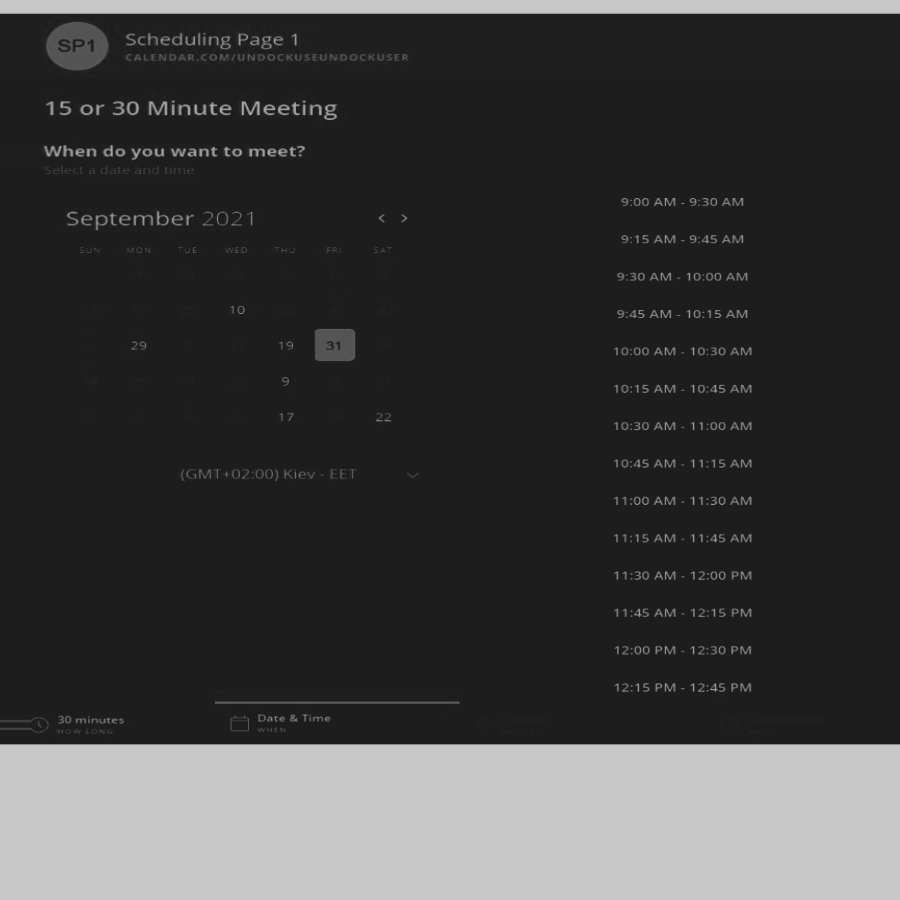 SP1
Scheduling Page 1
CALENDAR.COM/UNDOCKUSEUNDOCKUSER
15 or 30 Minute Meeting
When do you want to meet?
Select a date and time
September 2021 < >
SUN MON TUE WED THU FRI SAT
10
29 19 31
9
17 22
(GMT+02:00) Kiev - EET
9:00 AM - 9:30 AM
9:15 AM - 9:45 AM
9:30 AM - 10:00 AM
9:45 AM - 10:15 AM
10:00 AM - 10:30 AM
10:15 AM - 10:45 AM
10:30 AM - 11:00 AM
10:45 AM - 11:15 AM
11:00 AM - 11:30 AM
11:15 AM - 11:45 AM
11:30 AM - 12:00 PM
11:45 AM - 12:15 PM
12:00 PM - 12:30 PM
12:15 PM - 12:45 PM
30 minutes
HOW LONG
Date & Time
WHEN